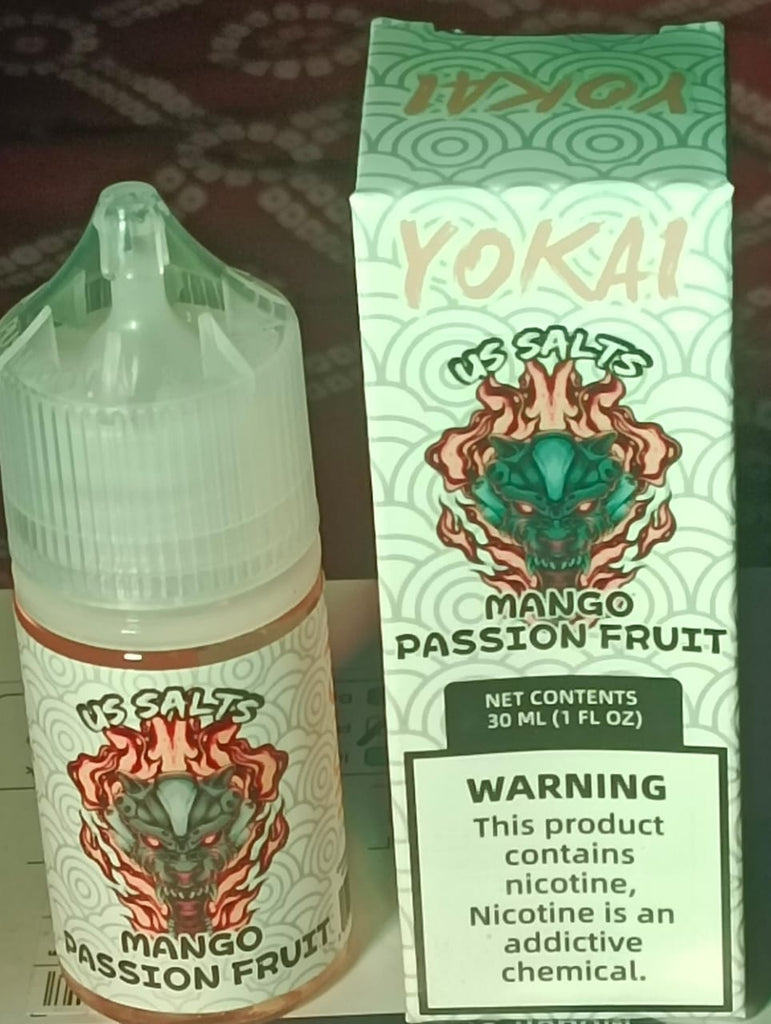 YOKAI
YOKAI
US SALTS
MANGO
PASSION FRUIT
NET CONTENTS
30 ML (1 FL OZ)
WARNING
This product
contains
nicotine,
Nicotine is an
addictive
chemical.
US SALTS
MANGO
PASSION FRUIT